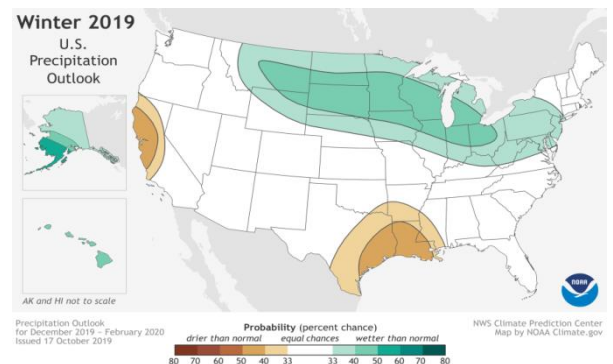 Winter 2019
U.S.
Precipitation
Outlook
AK and HI not to scale
NOAA
Precipitation Outlook
for December 2019 – February 2020
Issued 17 October 2019
Probability (percent chance)
drier than normal equal chances wetter than normal
80 70 60 50 40 33 33 40 50 60 70 80
NWS Climate Prediction Center
Map by NOAA Climate.gov